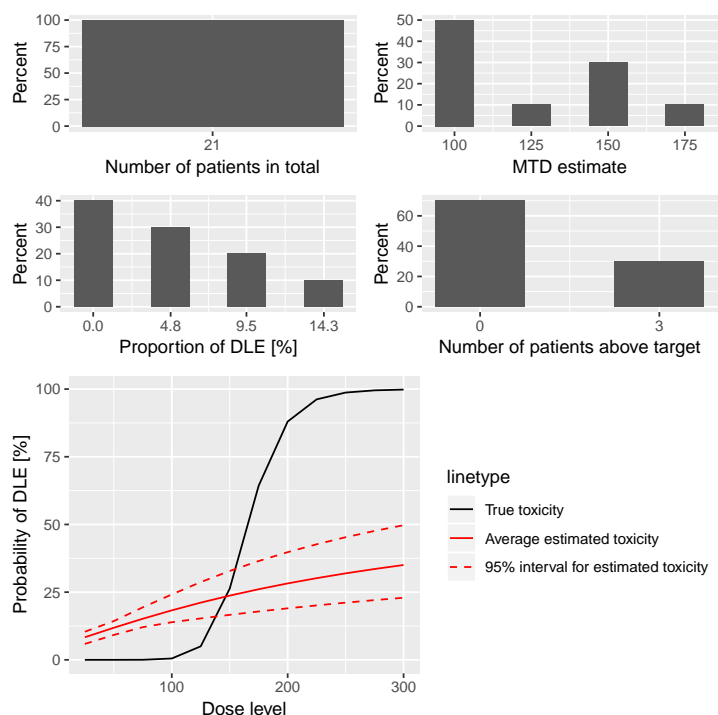 100
75
50
25
0
Percent
21
Number of patients in total
50
40
30
20
10
0
Percent
100 125 150 175
MTD estimate
40
30
20
10
0
Percent
0.0 4.8 9.5 14.3
Proportion of DLE [%]
60
40
20
0
Percent
0 3
Number of patients above target
100
75
50
25
0
Probability of DLE [%]
100 200 300
Dose level
linetype
True toxicity
Average estimated toxicity
95% interval for estimated toxicity